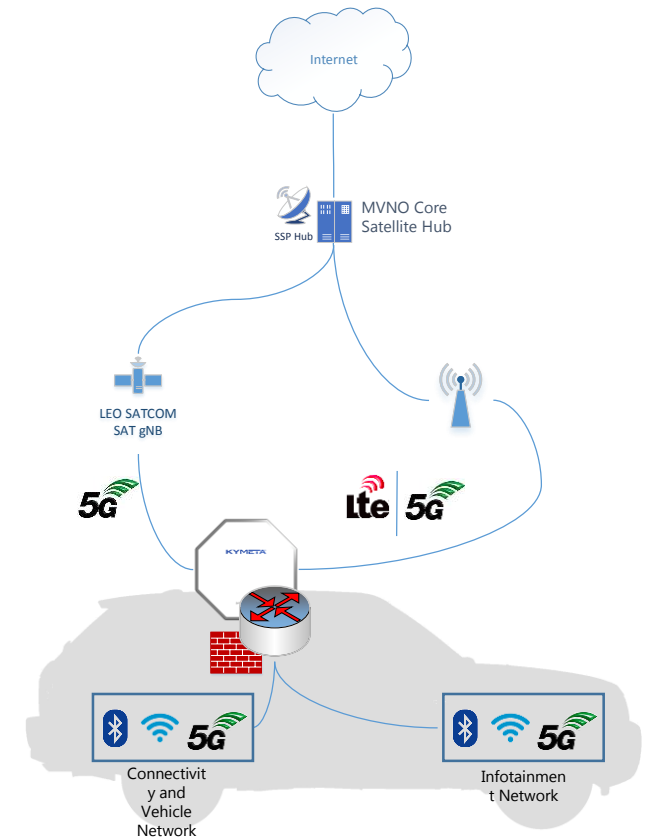 Internet
MVNO Core
Satellite Hub
SSP Hub
LEO SATCOM
SAT gNB
5G
Lte
5G
KYMETA
5G
5G
Connectivit
y and
Vehicle
Network
Infotainmen
t Network